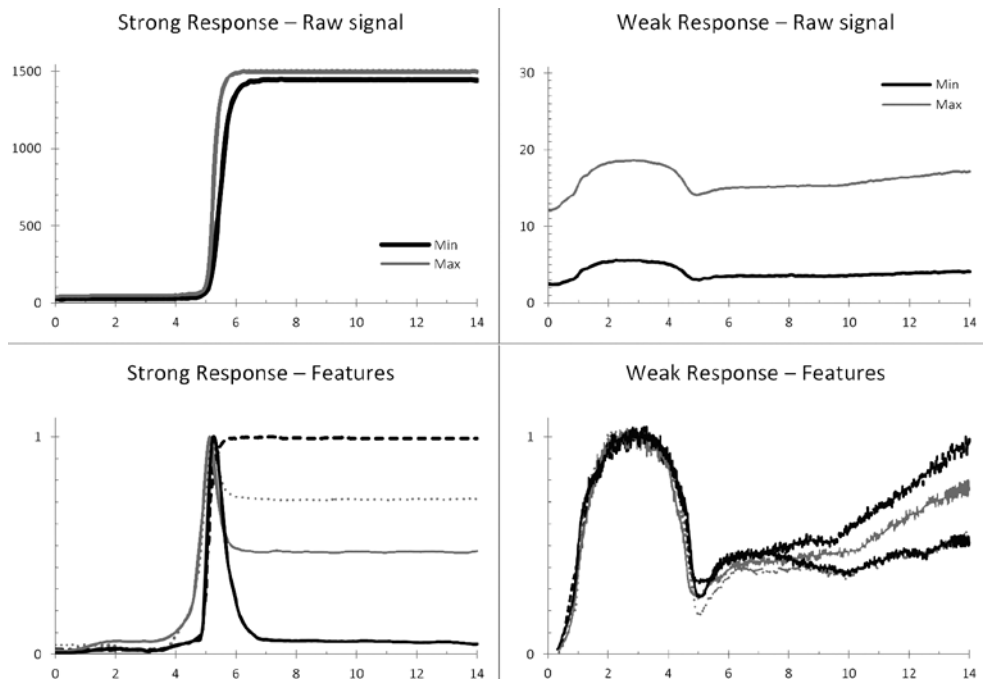 Strong Response – Raw signal
1500
1000
500
0
0 2 4 6 8 10 12 14
Min
Max
Weak Response – Raw signal
30
20
10
0
0 2 4 6 8 10 12 14
Min
Max
Strong Response – Features
1
0
0 2 4 6 8 10 12 14
Weak Response – Features
1
0
0 2 4 6 8 10 12 14